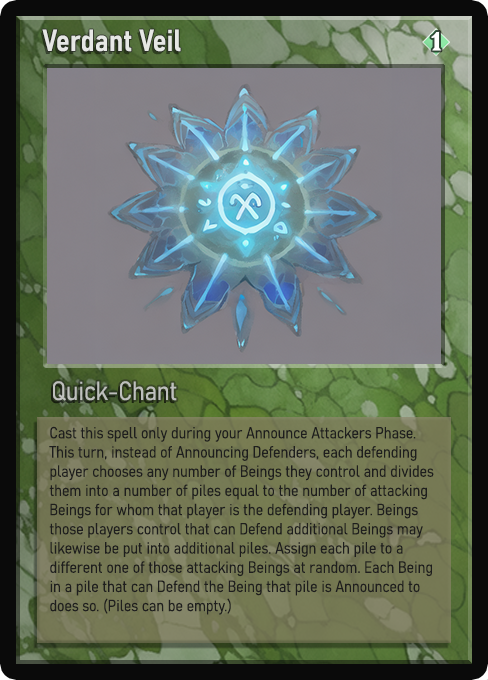 Verdant Veil
1
Quick-Chant
Cast this spell only during your Announce Attackers Phase.
This turn, instead of Announcing Defenders, each defending
player chooses any number of Beings they control and divides
them into a number of piles equal to the number of attacking
Beings for whom that player is the defending player. Beings
those players control that can Defend additional Beings may
likewise be put into additional piles. Assign each pile to a
different one of those attacking Beings at random. Each Being
in a pile that can Defend the Being that pile is Announced to
does so. (Piles can be empty.)